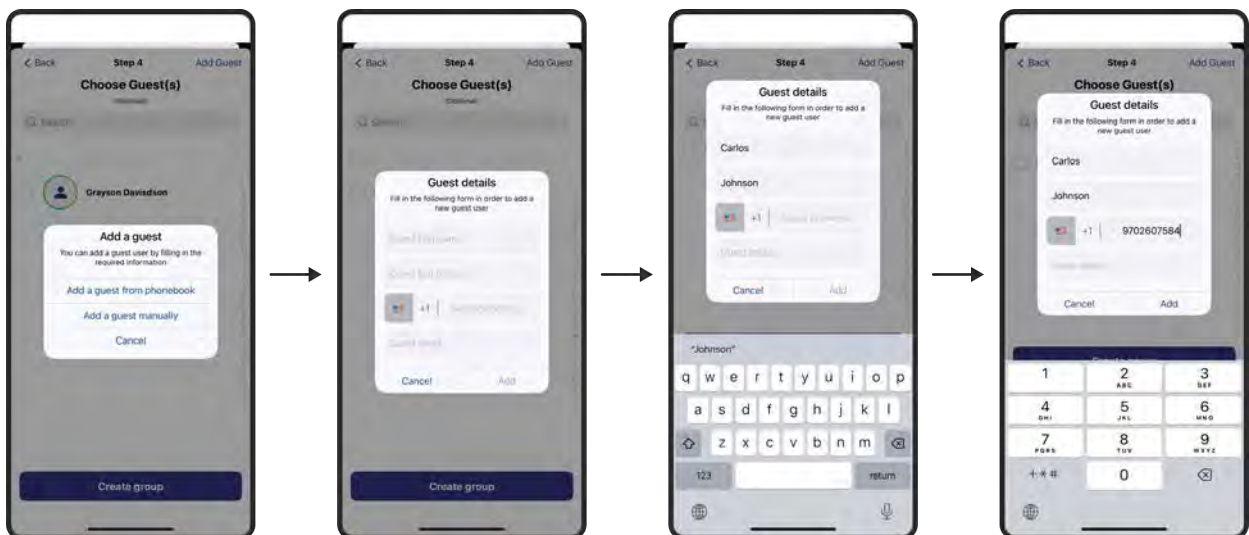 Back Step 4 Add Guest
Choose Guest(s)
Search
Grayson Davisdson
Add a guest
You can add a guest user by filling in the
required information
Add a guest from phonebook
Add a guest manually
Cancel
Create group
Back Step 4 Add Guest
Choose Guest(s)
Guest details
Fill in the following form in order to add a
new guest user
+1
Cancel Add
Create group
Back Step 4 Add Guest
Guest details
Fill in the following form in order to add a
new guest user
Carlos
Johnson
+1
Cancel Add
"Johnson"
q w e r t y u i o p
a s d f g h j k l
z x c v b n m
123 return
Back Step 4 Add Guest
Choose Guest(s)
Guest details
Fill in the following form in order to add a
new guest user
Carlos
Johnson
+1 9702607584
Cancel Add
1 2 3
ABC DEF
4 5 6
GHI JKL MNO
7 8 9
PQRS TUV WXYZ
+*# 0